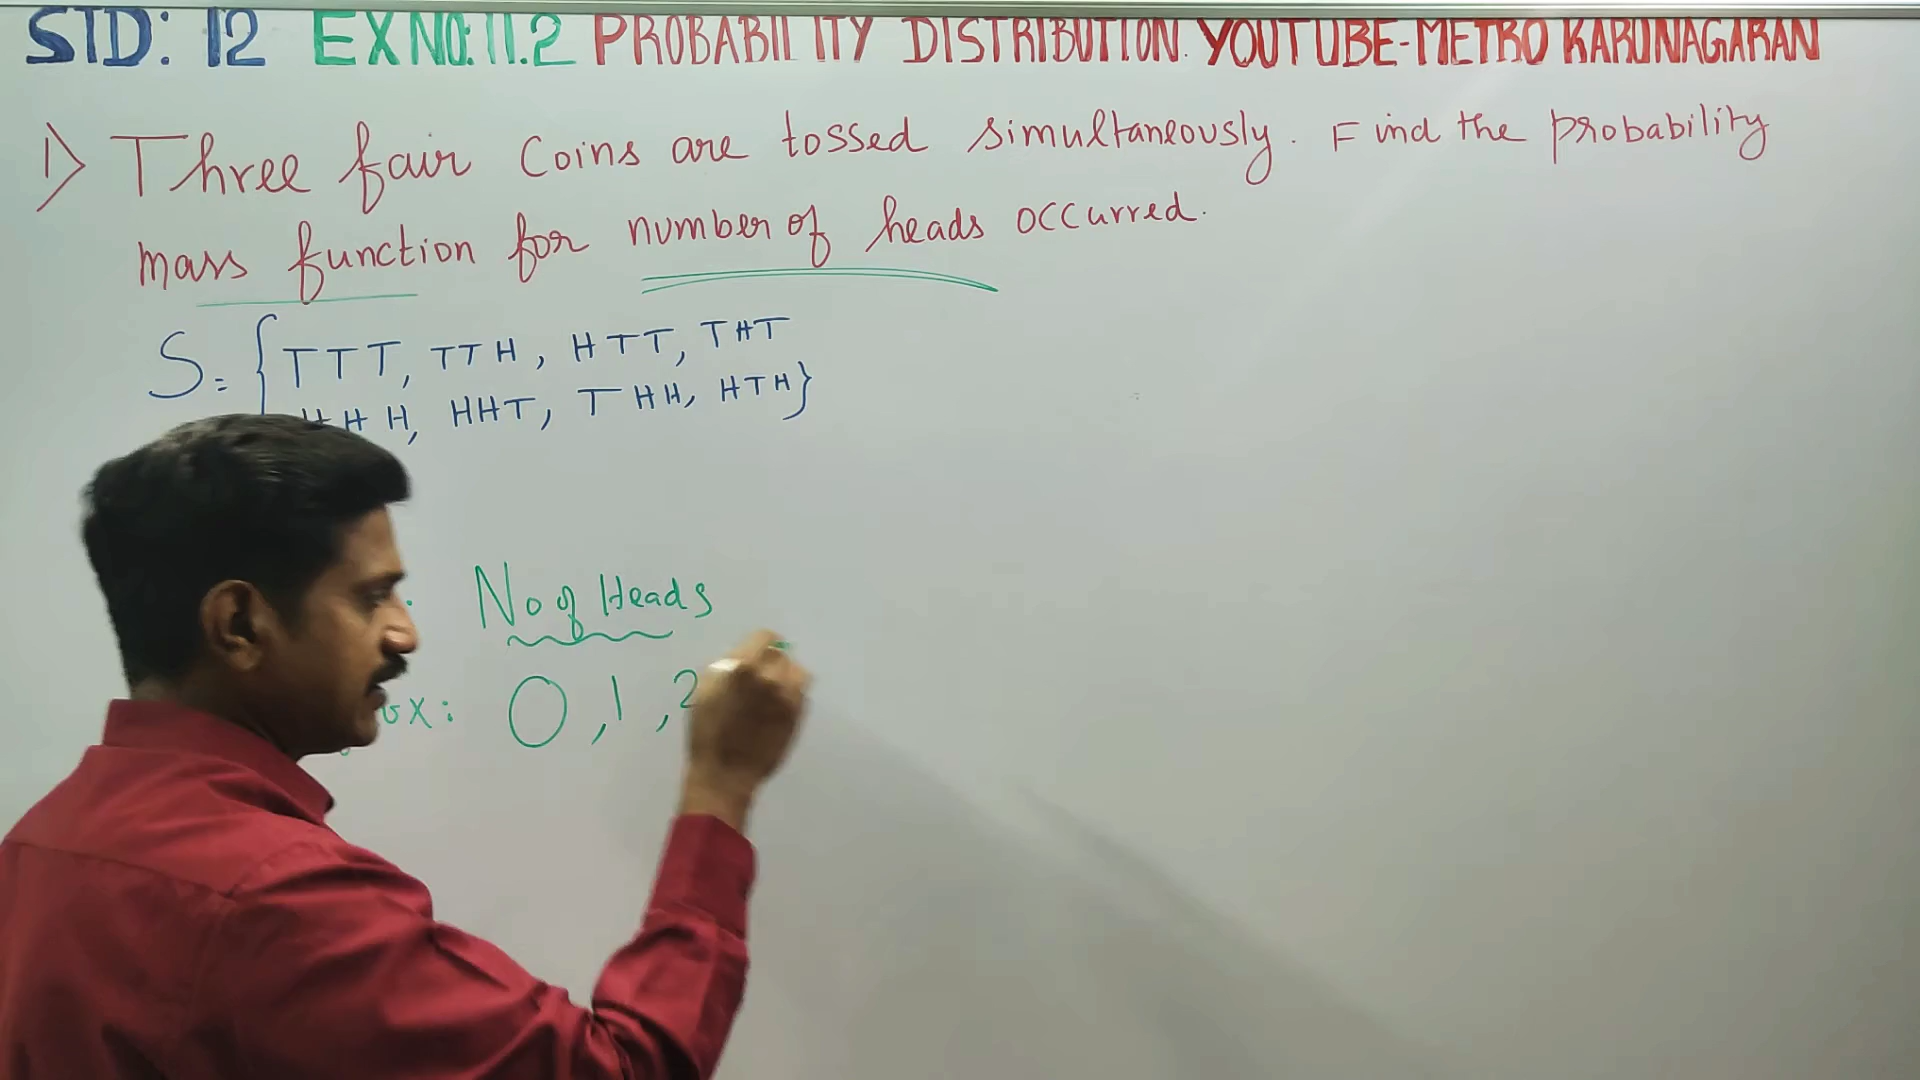 STD: 12 EX NO: 11.2 PROBABILITY DISTRIBUTION. YOUTUBE-METRO KARUNAGARAN
1) Three fair coins are tossed simultaneously. Find the probability
mass function for number of heads occurred.
S = { TTT, TTH, HTT, THT
HHH, HHT, THH, HTH }
No of Heads
x: 0, 1, 2